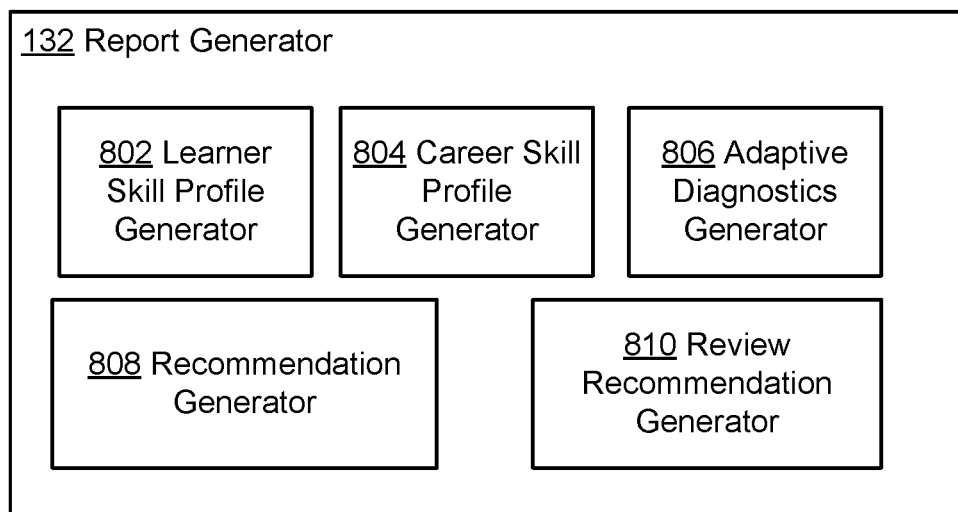 132 Report Generator
802 Learner
Skill Profile
Generator
804 Career Skill
Profile
Generator
806 Adaptive
Diagnostics
Generator
808 Recommendation
Generator
810 Review
Recommendation
Generator